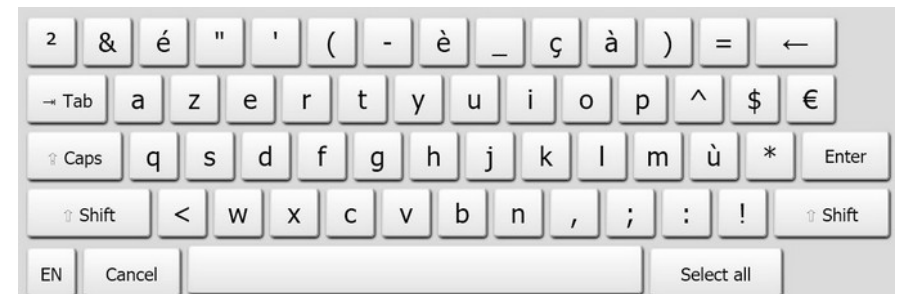 ² & é " ' ( - è _ ç à ) = ←
⇥ Tab a z e r t y u i o p ^ $ €
⇧ Caps q s d f g h j k l m ù * Enter
⇧ Shift < w x c v b n , ; : ! ⇧ Shift
EN Cancel Select all